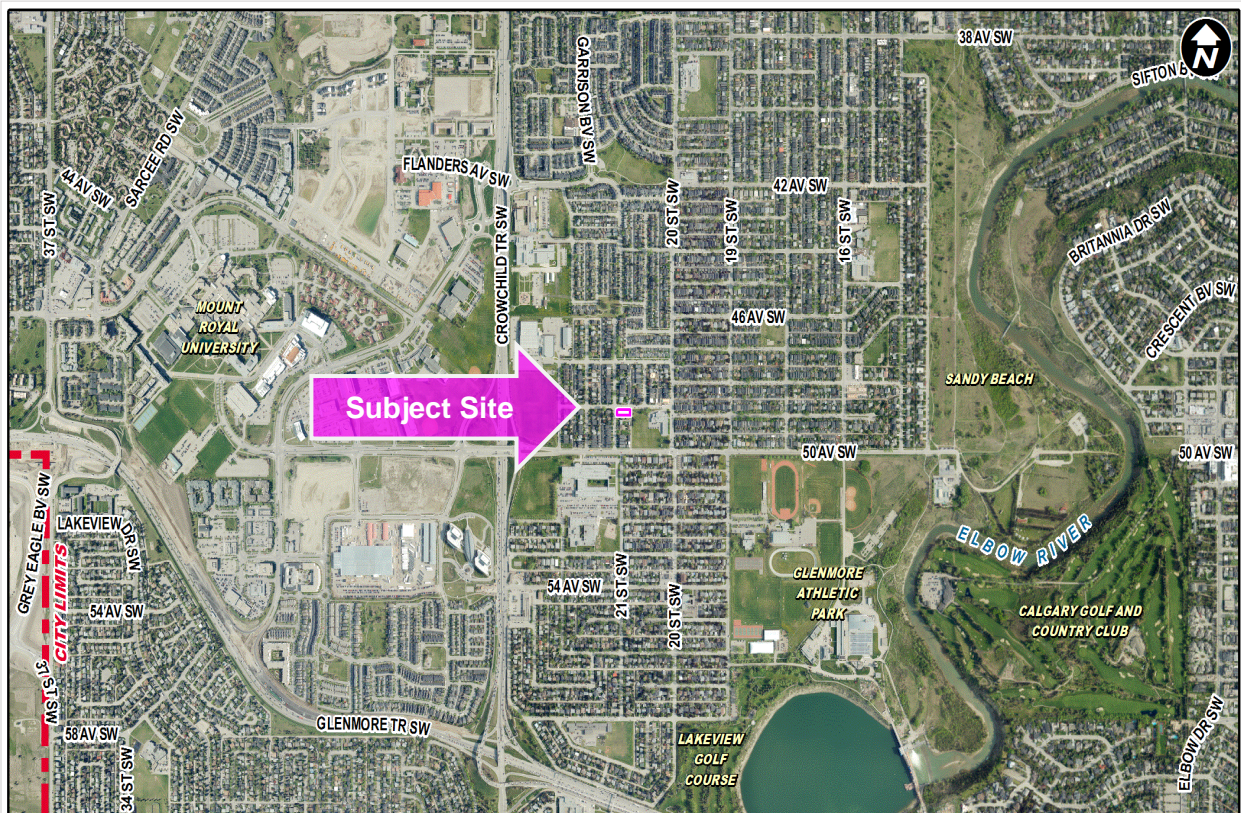 38 AV SW
N
SIFTON B
GARRISON BV SW
SARCEE RD SW
FLANDERS AV SW
44 AV SW
42 AV SW
37 ST SW
20 ST SW
19 ST SW
16 ST SW
BRITANNIA DR SW
CROWCHILD TR SW
CRESCENT BV SW
MOUNT
ROYAL
UNIVERSITY
46 AV SW
SANDY BEACH
Subject Site
50 AV SW
50 AV SW
GREY EAGLE BV SW
LAKEVIEW DR SW
CITY LIMITS
ELBOW RIVER
54 AV SW
21 ST SW
20 ST SW
GLENMORE
ATHLETIC
PARK
54 AV SW
CALGARY GOLF AND
COUNTRY CLUB
37 ST SW
GLENMORE TR SW
58 AV SW
34 ST SW
LAKEVIEW
GOLF
COURSE
ELBOW DR SW